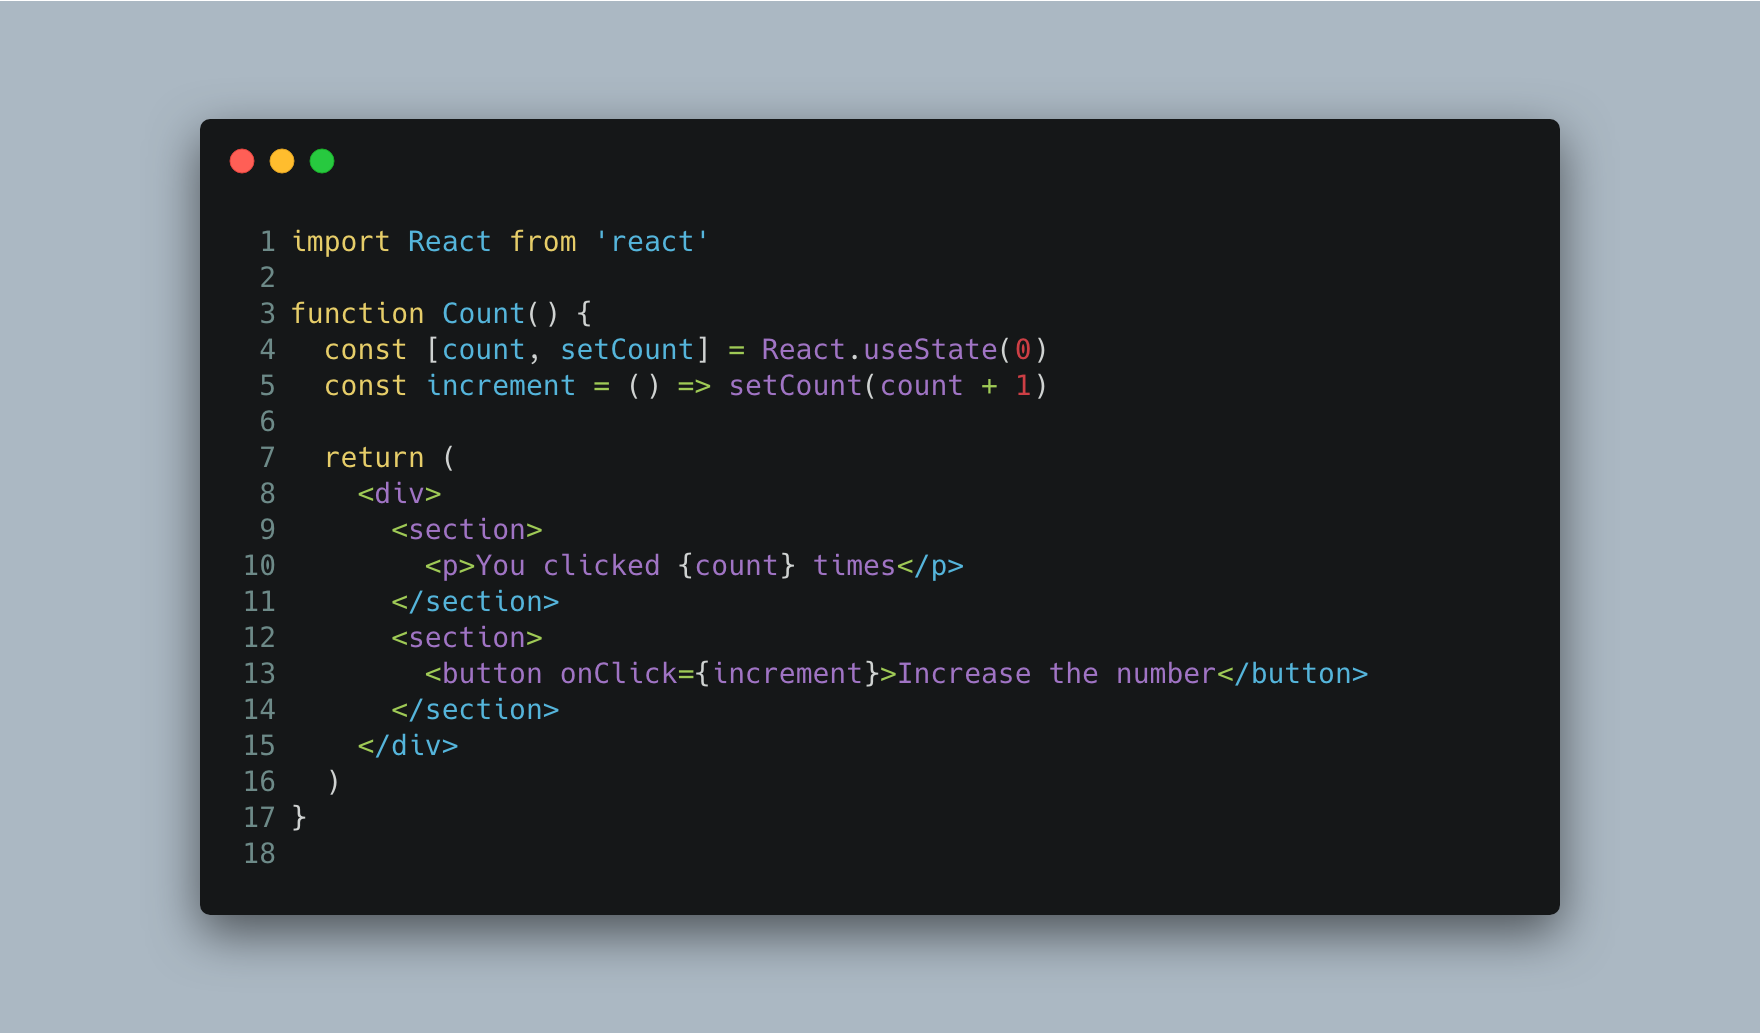 1 import React from 'react'
2
3 function Count() {
4   const [count, setCount] = React.useState(0)
5   const increment = () => setCount(count + 1)
6
7   return (
8     <div>
9       <section>
10         <p>You clicked {count} times</p>
11       </section>
12       <section>
13         <button onClick={increment}>Increase the number</button>
14       </section>
15     </div>
16   )
17 }
18